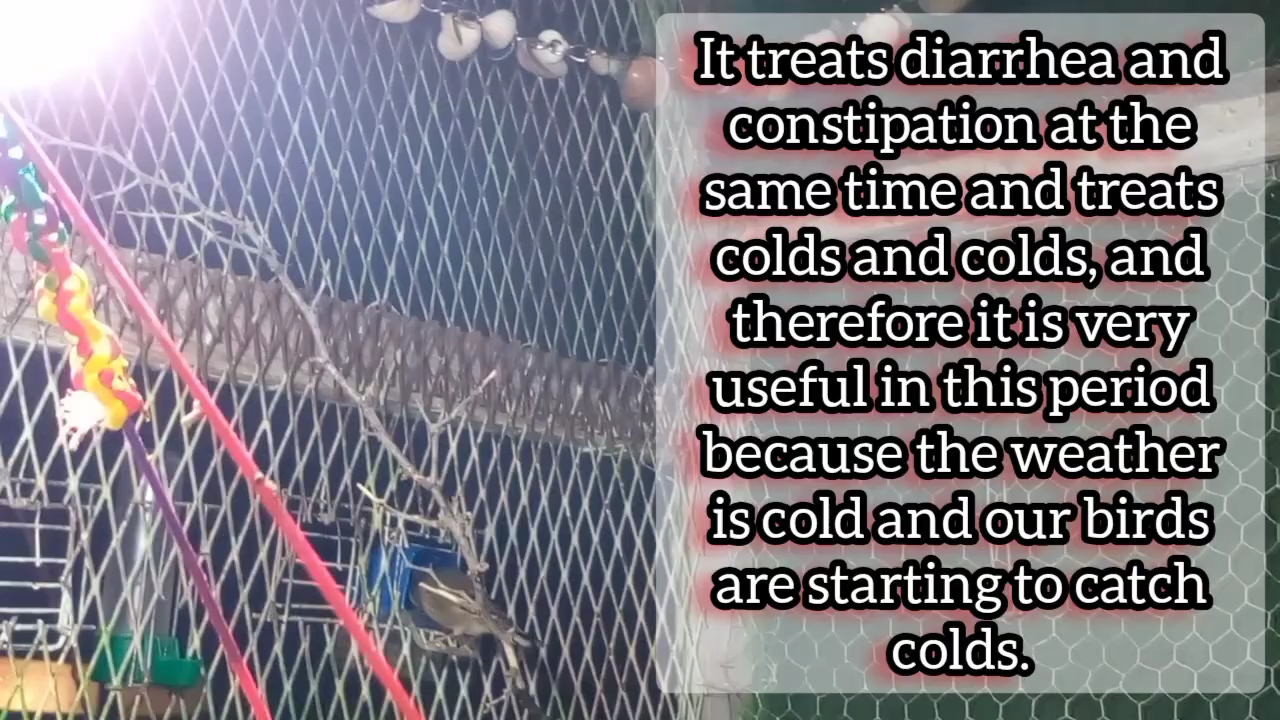 It treats diarrhea and
constipation at the
same time and treats
colds and colds, and
therefore it is very
useful in this period
because the weather
is cold and our birds
are starting to catch
colds.